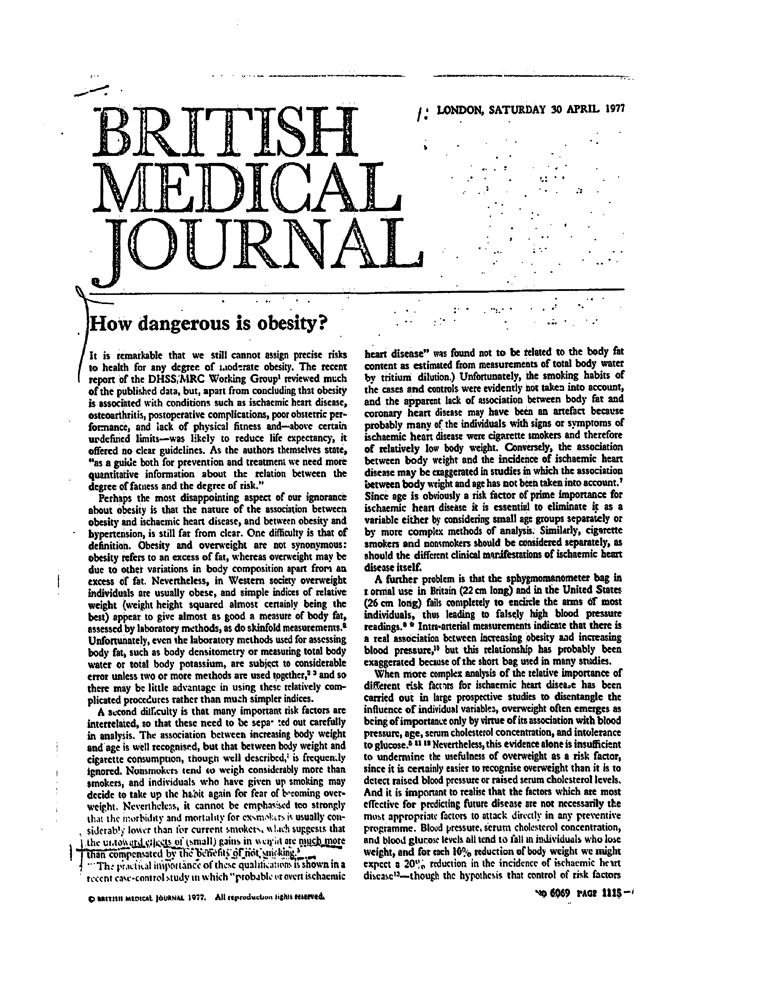 BRITISH
MEDICAL
JOURNAL
LONDON, SATURDAY 30 APRIL 1977
How dangerous is obesity?
It is remarkable that we still cannot assign precise risks
to health for any degree of moderate obesity. The recent
report of the DHSS/MRC Working Group¹ reviewed much
of the published data, but, apart from concluding that obesity
is associated with conditions such as ischaemic heart disease,
osteoarthritis, postoperative complications, poor obstetric per-
formance, and lack of physical fitness and—above certain
undefined limits—was likely to reduce life expectancy, it
offered no clear guidelines. As the authors themselves state,
"as a guide both for prevention and treatment we need more
quantitative information about the relation between the
degree of fatness and the degree of risk."
Perhaps the most disappointing aspect of our ignorance
about obesity is that the nature of the association between
obesity and ischaemic heart disease, and between obesity and
hypertension, is still far from clear. One difficulty is that of
definition. Obesity and overweight are not synonymous:
obesity refers to an excess of fat, whereas overweight may be
due to other variations in body composition apart from an
excess of fat. Nevertheless, in Western society overweight
individuals are usually obese, and simple indices of relative
weight (weight/height squared almost certainly being the
best) appear to give almost as good a measure of body fat,
assessed by laboratory methods, as do skinfold measurements.²
Unfortunately, even the laboratory methods used for assessing
body fat, such as body densitometry or measuring total body
water or total body potassium, are subject to considerable
error unless two or more methods are used together,² ³ and so
there may be little advantage in using these relatively com-
plicated procedures rather than much simpler indices.
A second difficulty is that many important risk factors are
interrelated, so that these need to be separated out carefully
in analysis. The association between increasing body weight
and age is well recognised, but that between body weight and
cigarette consumption, though well described, is frequently
ignored. Nonsmokers tend to weigh considerably more than
smokers, and individuals who have given up smoking may
decide to take up the habit again for fear of becoming over-
weight. Nevertheless, it cannot be emphasised too strongly
that the morbidity and mortality for exsmokers is usually con-
siderably lower than for current smokers, which suggests that
the untoward effects of (small) gains in weight are much more
than compensated by the benefits of not smoking.
The practical importance of these qualifications is shown in a
recent case-control study in which "probable or overt ischaemic
heart disease" was found not to be related to the body fat
content as estimated from measurements of total body water
by tritium dilution.) Unfortunately, the smoking habits of
the cases and controls were evidently not taken into account,
and the apparent lack of association between body fat and
coronary heart disease may have been an artefact because
probably many of the individuals with signs or symptoms of
ischaemic heart disease were cigarette smokers and therefore
of relatively low body weight. Conversely, the association
between body weight and the incidence of ischaemic heart
disease may be exaggerated in studies in which the association
between body weight and age has not been taken into account.⁷
Since age is obviously a risk factor of prime importance for
ischaemic heart disease it is essential to eliminate it as a
variable either by considering small age groups separately or
by more complex methods of analysis. Similarly, cigarette
smokers and nonsmokers should be considered separately, as
should the different clinical manifestations of ischaemic heart
disease itself.
A further problem is that the sphygmomanometer bag in
normal use in Britain (22 cm long) and in the United States
(26 cm long) fails completely to encircle the arms of most
individuals, thus leading to falsely high blood pressure
readings.⁸ ⁹ Intra-arterial measurements indicate that there is
a real association between increasing obesity and increasing
blood pressure,¹⁰ but this relationship has probably been
exaggerated because of the short bag used in many studies.
When more complex analysis of the relative importance of
different risk factors for ischaemic heart disease has been
carried out in large prospective studies to disentangle the
influence of individual variables, overweight often emerges as
being of importance only by virtue of its association with blood
pressure, age, serum cholesterol concentration, and intolerance
to glucose.⁵ ¹¹ ¹² Nevertheless, this evidence alone is insufficient
to undermine the usefulness of overweight as a risk factor,
since it is certainly easier to recognise overweight than it is to
detect raised blood pressure or raised serum cholesterol levels.
And it is important to realise that the factors which are most
effective for predicting future disease are not necessarily the
most appropriate factors to attack directly in any preventive
programme. Blood pressure, serum cholesterol concentration,
and blood glucose levels all tend to fall in individuals who lose
weight, and for each 10% reduction of body weight we might
expect a 20% reduction in the incidence of ischaemic heart
disease¹²—though the hypothesis that control of risk factors
© BRITISH MEDICAL JOURNAL 1977. All reproduction rights reserved.
NO 6069 PAGE 1115